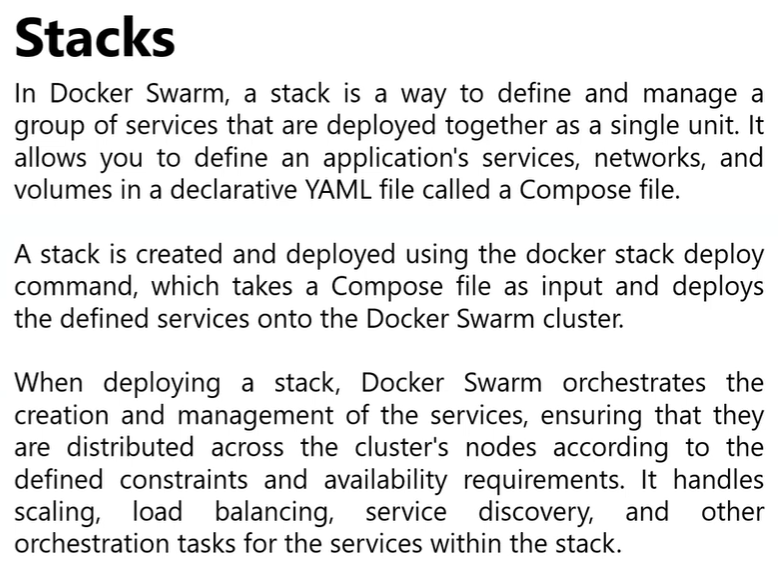 Stacks
In Docker Swarm, a stack is a way to define and manage a
group of services that are deployed together as a single unit. It
allows you to define an application's services, networks, and
volumes in a declarative YAML file called a Compose file.
A stack is created and deployed using the docker stack deploy
command, which takes a Compose file as input and deploys
the defined services onto the Docker Swarm cluster.
When deploying a stack, Docker Swarm orchestrates the
creation and management of the services, ensuring that they
are distributed across the cluster's nodes according to the
defined constraints and availability requirements. It handles
scaling, load balancing, service discovery, and other
orchestration tasks for the services within the stack.